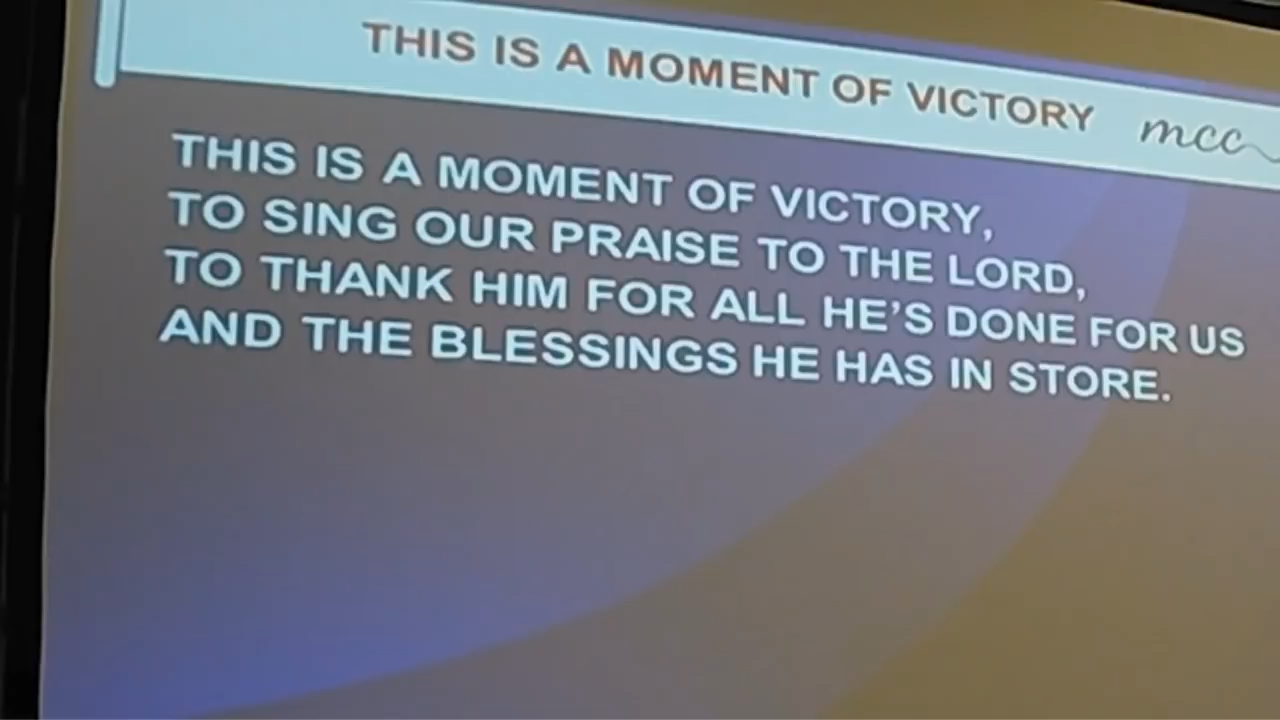 THIS IS A MOMENT OF VICTORY
mcc
THIS IS A MOMENT OF VICTORY,
TO SING OUR PRAISE TO THE LORD,
TO THANK HIM FOR ALL HE'S DONE FOR US
AND THE BLESSINGS HE HAS IN STORE.